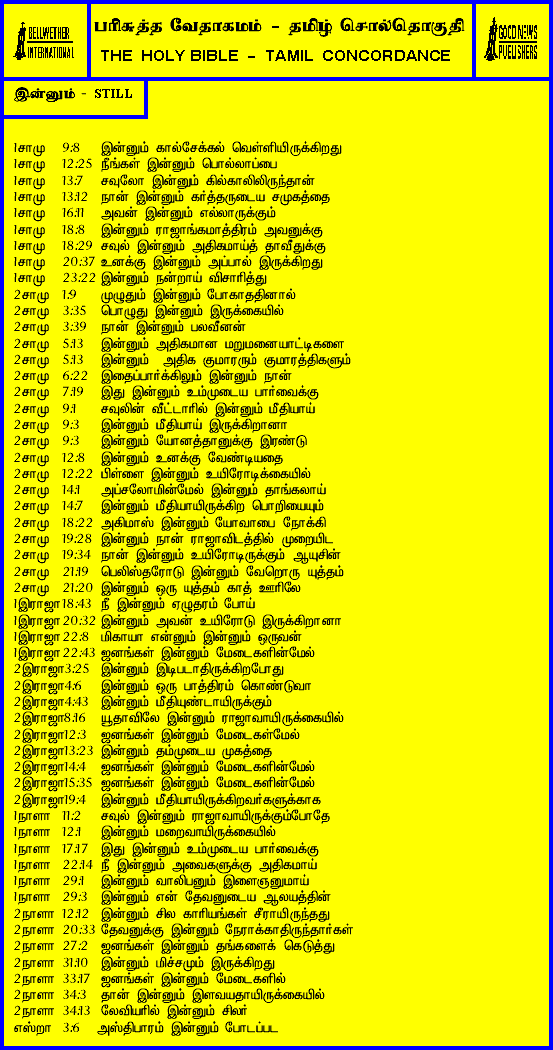 BELLWETHER
INTERNATIONAL
பரிசுத்த வேதாகமம் - தமிழ் சொல்தொகுதி
THE HOLY BIBLE - TAMIL CONCORDANCE
GOOD NEWS
PUBLISHERS
இன்னும் - STILL
1சாமு 9:8 இன்னும் கால்சேக்கல் வெள்ளியிருக்கிறது
1சாமு 12:25 நீங்கள் இன்னும் பொல்லாப்பை
1சாமு 13:7 சவுலோ இன்னும் கில்காலிலிருந்தான்
1சாமு 13:12 நான் இன்னும் கர்த்தருடைய சமுகத்தை
1சாமு 16:11 அவன் இன்னும் எல்லாருக்கும்
1சாமு 18:8 இன்னும் ராஜாங்கமாத்திரம் அவனுக்கு
1சாமு 18:29 சவுல் இன்னும் அதிகமாய்த் தாவீதுக்கு
1சாமு 20:37 உனக்கு இன்னும் அப்பால் இருக்கிறது
1சாமு 23:22 இன்னும் நன்றாய் விசாரித்து
2சாமு 1:9 முழுதும் இன்னும் போகாததினால்
2சாமு 3:35 பொழுது இன்னும் இருக்கையில்
2சாமு 3:39 நான் இன்னும் பலவீனன்
2சாமு 5:13 இன்னும் அதிகமான மறுமனையாட்டிகளை
2சாமு 5:13 இன்னும் அதிக குமாரரும் குமாரத்திகளும்
2சாமு 6:22 இதைப்பார்க்கிலும் இன்னும் நான்
2சாமு 7:19 இது இன்னும் உம்முடைய பார்வைக்கு
2சாமு 9:1 சவுலின் வீட்டாரில் இன்னும் மீதியாய்
2சாமு 9:3 இன்னும் மீதியாய் இருக்கிறானா
2சாமு 9:3 இன்னும் யோனத்தானுக்கு இரண்டு
2சாமு 12:8 இன்னும் உனக்கு வேண்டியதை
2சாமு 12:22 பிள்ளை இன்னும் உயிரோடிக்கையில்
2சாமு 14:1 அப்சலோமின்மேல் இன்னும் தாங்கலாய்
2சாமு 14:7 இன்னும் மீதியாயிருக்கிற பொறியையும்
2சாமு 18:22 அகிமாஸ் இன்னும் யோவாபை நோக்கி
2சாமு 19:28 இன்னும் நான் ராஜாவிடத்தில் முறையிட
2சாமு 19:34 நான் இன்னும் உயிரோடிருக்கும் ஆயுசின்
2சாமு 21:19 பெலிஸ்தரோடு இன்னும் வேறொரு யுத்தம்
2சாமு 21:20 இன்னும் ஒரு யுத்தம் காத் ஊரிலே
1இராஜா 18:43 நீ இன்னும் ஏழுதரம் போய்
1இராஜா 20:32 இன்னும் அவன் உயிரோடு இருக்கிறானா
1இராஜா 22:8 மிகாயா என்னும் இன்னும் ஒருவன்
1இராஜா 22:43 ஜனங்கள் இன்னும் மேடைகளின்மேல்
2இராஜா3:25 இன்னும் இடிபடாதிருக்கிறபோது
2இராஜா4:6 இன்னும் ஒரு பாத்திரம் கொண்டுவா
2இராஜா4:43 இன்னும் மீதியுண்டாயிருக்கும்
2இராஜா8:16 யூதாவிலே இன்னும் ராஜாவாயிருக்கையில்
2இராஜா12:3 ஜனங்கள் இன்னும் மேடைகள்மேல்
2இராஜா13:23 இன்னும் தம்முடைய முகத்தை
2இராஜா14:4 ஜனங்கள் இன்னும் மேடைகளின்மேல்
2இராஜா15:35 ஜனங்கள் இன்னும் மேடைகளின்மேல்
2இராஜா19:4 இன்னும் மீதியாயிருக்கிறவர்களுக்காக
1நாளா 11:2 சவுல் இன்னும் ராஜாவாயிருக்கும்போதே
1நாளா 12:1 இன்னும் மறைவாயிருக்கையில்
1நாளா 17:17 இது இன்னும் உம்முடைய பார்வைக்கு
1நாளா 22:14 நீ இன்னும் அவைகளுக்கு அதிகமாய்
1நாளா 29:1 இன்னும் வாலிபனும் இளைஞனுமாய்
1நாளா 29:3 இன்னும் என் தேவனுடைய ஆலயத்தின்
2நாளா 12:12 இன்னும் சில காரியங்கள் சீராயிருந்தது
2நாளா 20:33 தேவனுக்கு இன்னும் நேராக்காதிருந்தார்கள்
2நாளா 27:2 ஜனங்கள் இன்னும் தங்களைக் கெடுத்து
2நாளா 31:10 இன்னும் மிச்சமும் இருக்கிறது
2நாளா 33:17 ஜனங்கள் இன்னும் மேடைகளில்
2நாளா 34:3 தான் இன்னும் இளவயதாயிருக்கையில்
2நாளா 34:13 லேவியரில் இன்னும் சிலர்
எஸ்றா 3:6 அஸ்திபாரம் இன்னும் போடப்பட